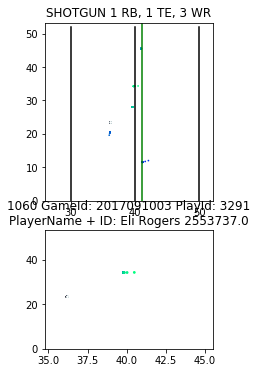 SHOTGUN 1 RB, 1 TE, 3 WR
50
40
30
20
10
0
30 40 50
1060 GameId: 2017091003 PlayId: 3291
PlayerName + ID: Eli Rogers 2553737.0
40
20
0
35.0 37.5 40.0 42.5 45.0